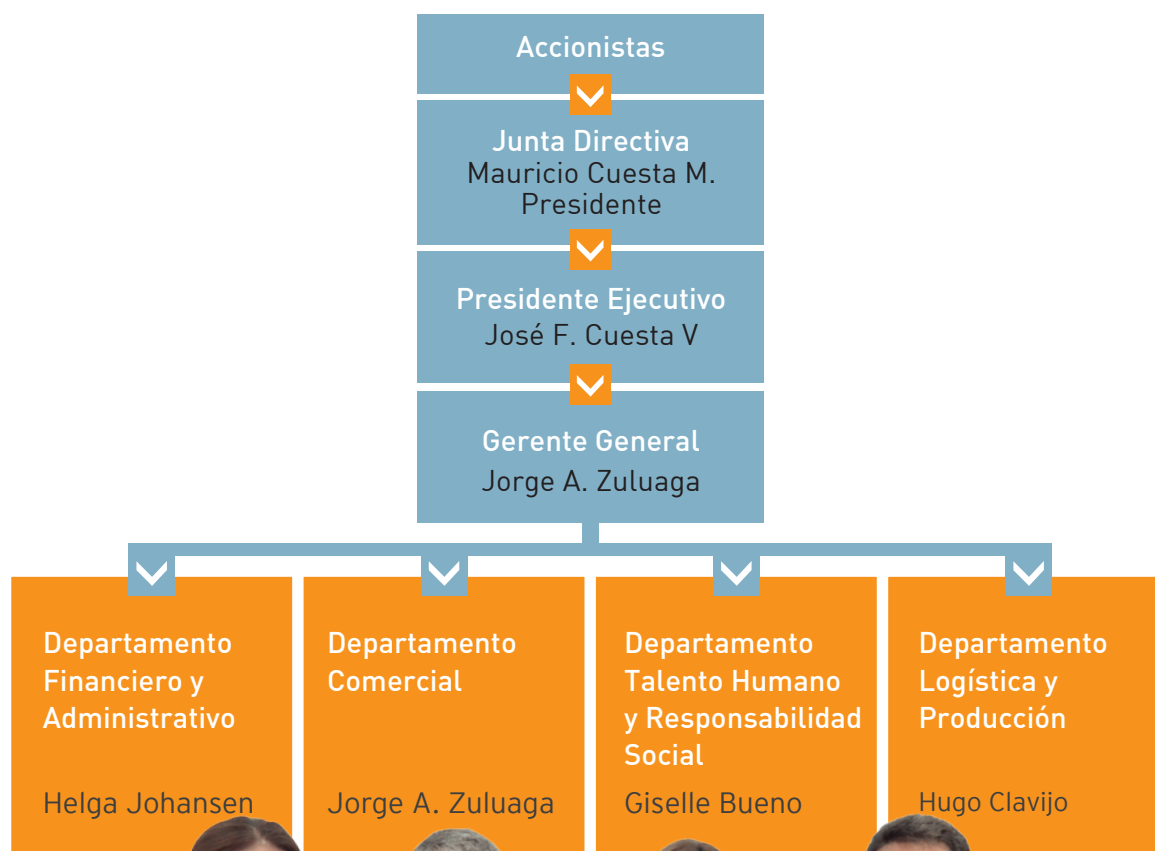 Accionistas
Junta Directiva
Mauricio Cuesta M.
Presidente
Presidente Ejecutivo
José F. Cuesta V
Gerente General
Jorge A. Zuluaga
Departamento
Financiero y
Administrativo
Helga Johansen
Departamento
Comercial
Jorge A. Zuluaga
Departamento
Talento Humano
y Responsabilidad
Social
Giselle Bueno
Departamento
Logística y
Producción
Hugo Clavijo